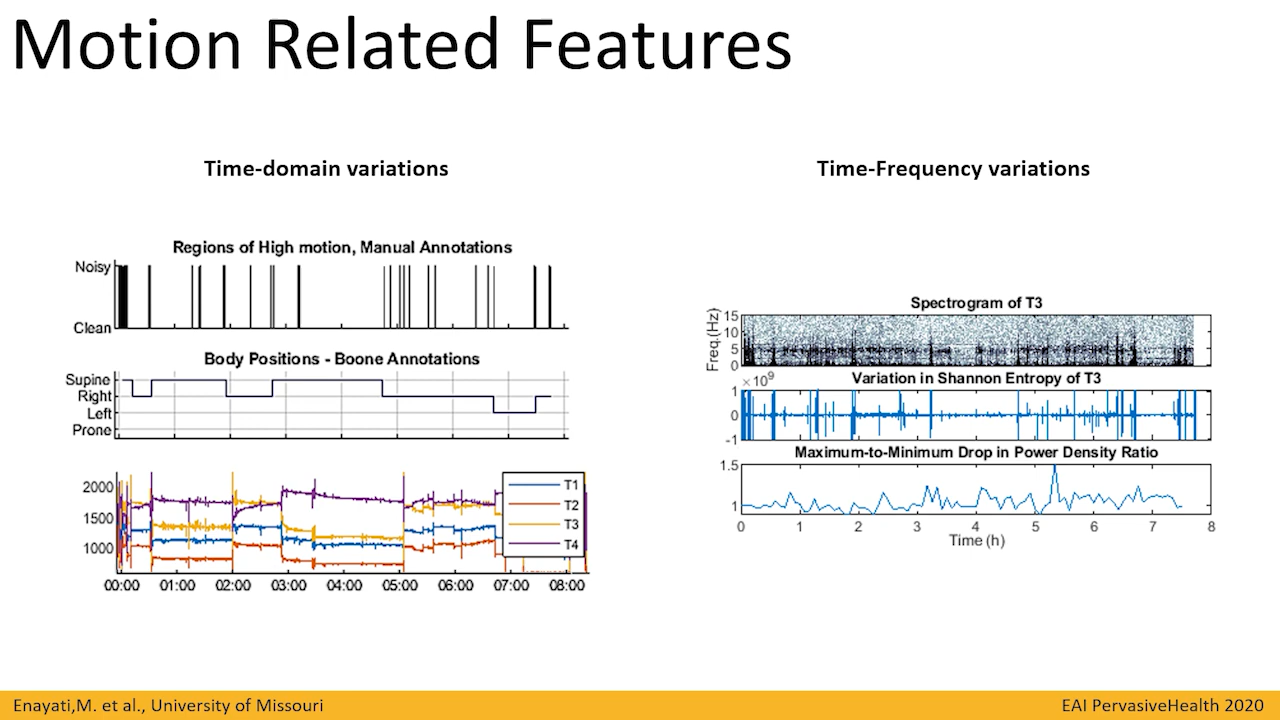 Motion Related Features
Time-domain variations
Regions of High motion, Manual Annotations
Noisy
Clean
Body Positions - Boone Annotations
Supine
Right
Left
Prone
2000
1500
1000
T1
T2
T3
T4
00:00 01:00 02:00 03:00 04:00 05:00 06:00 07:00 08:00
Time-Frequency variations
Spectrogram of T3
Freq.(Hz)
15
10
5
0
×10⁹
Variation in Shannon Entropy of T3
1
0
-1
Maximum-to-Minimum Drop in Power Density Ratio
1.5
1
0 1 2 3 4 5 6 7 8
Time (h)
Enayati,M. et al., University of Missouri
EAI PervasiveHealth 2020